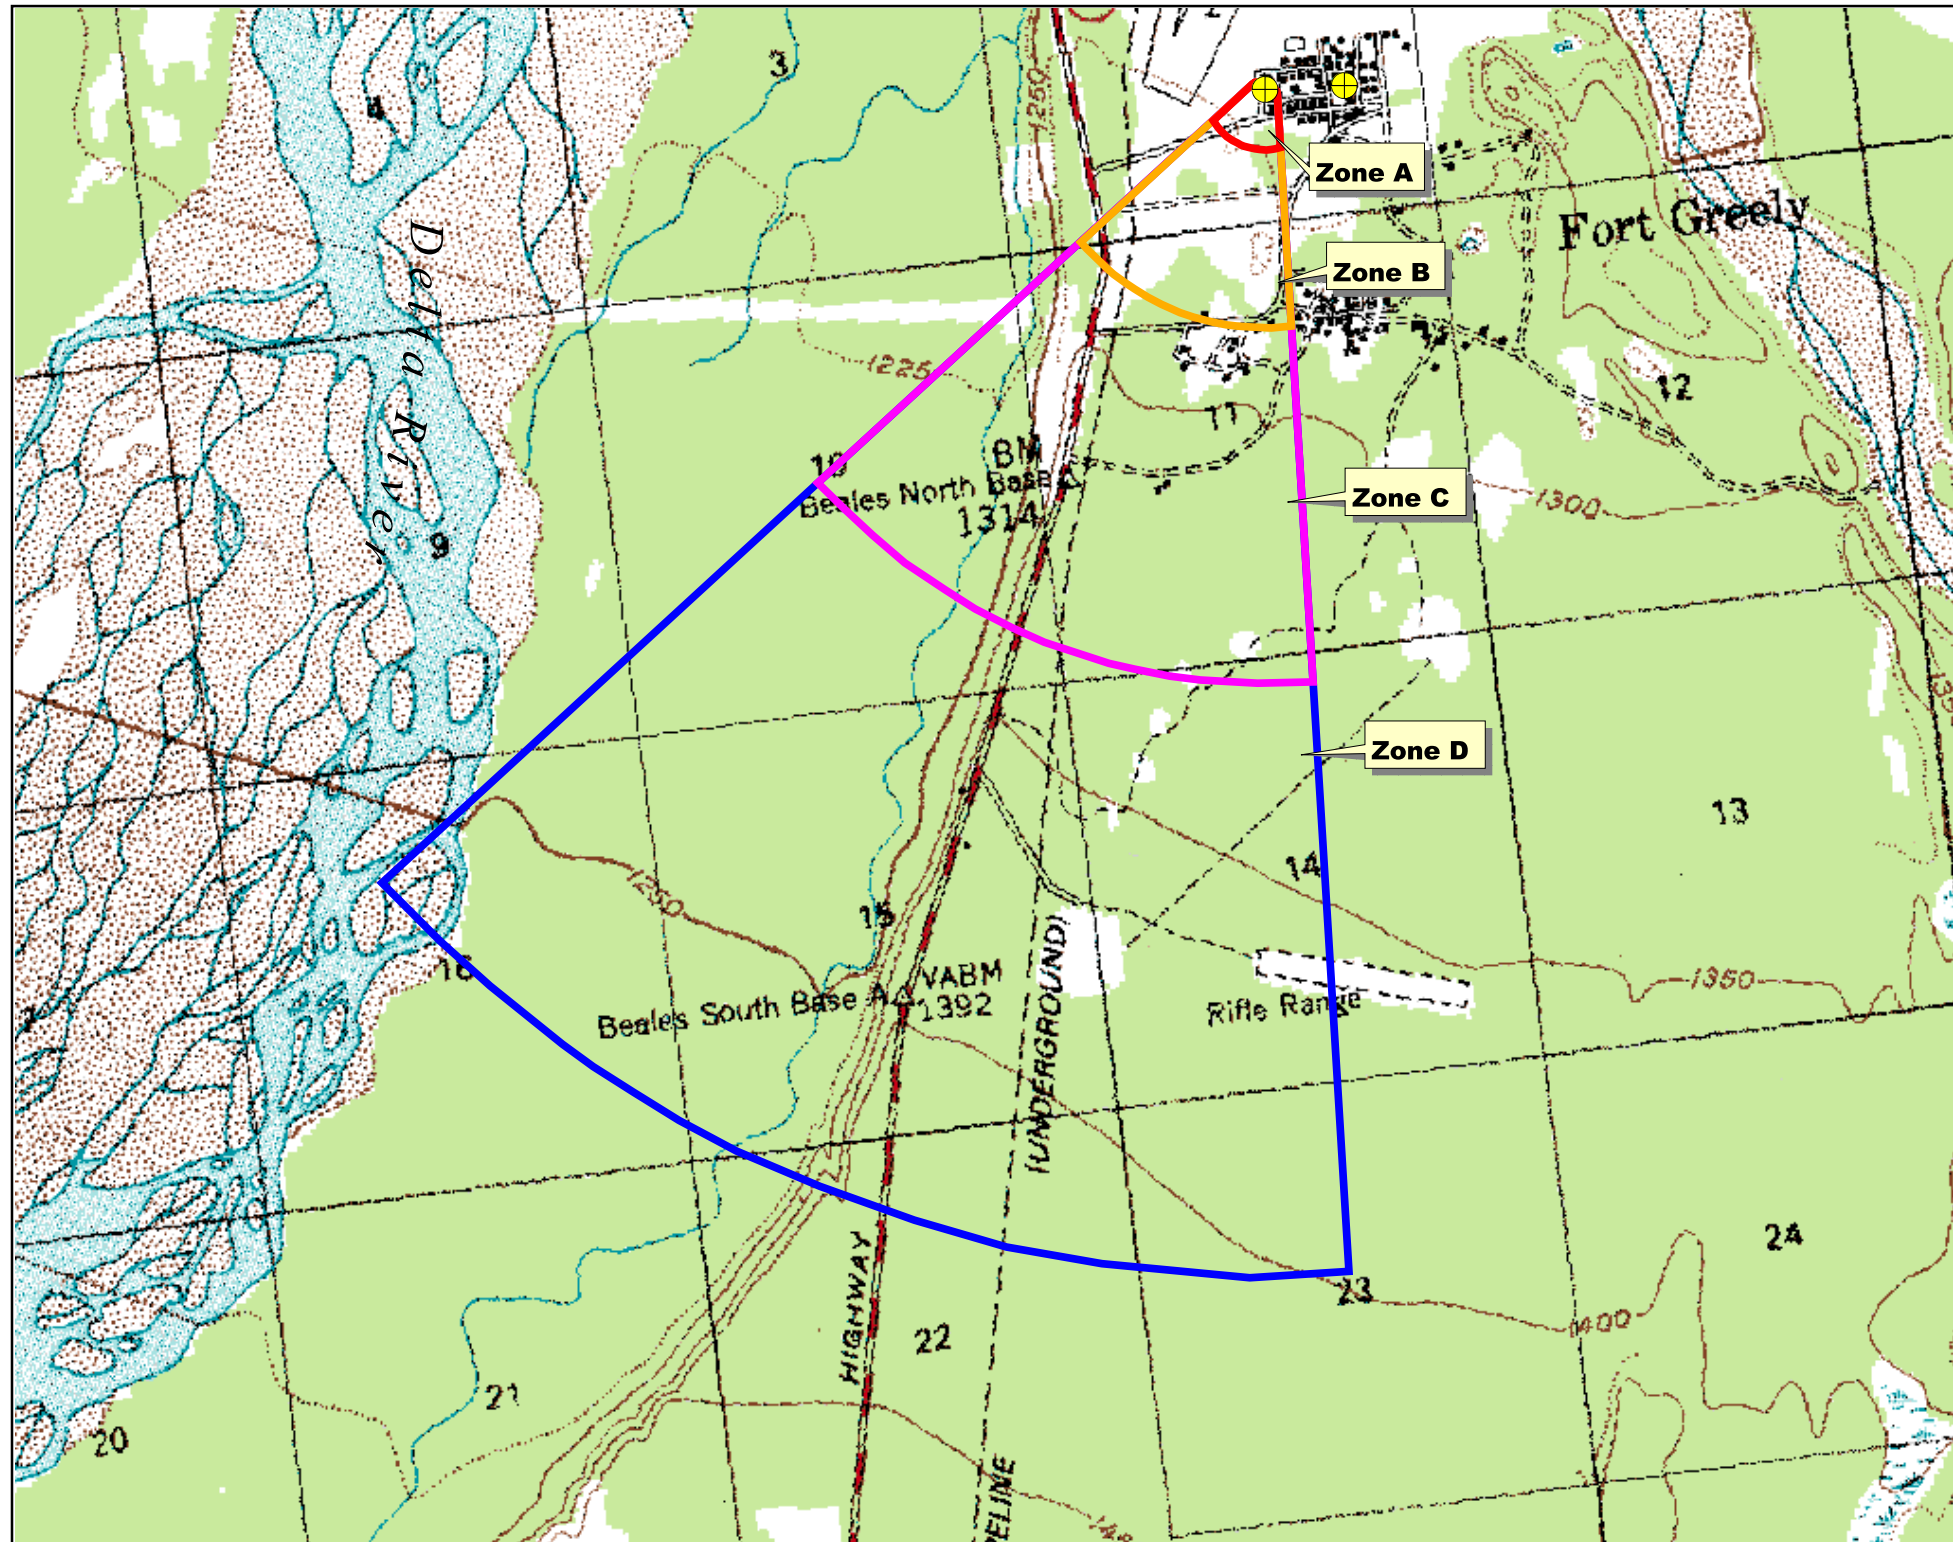 3
4
1250
Zone A
Fort Greely
Delta River
Zone B
1225
12
11
10
BM
Beales North Base
1314
Zone C
1300
9
Zone D
13
14
1250
15
16
VABM
Beales South Base
1392
1350
Rifle Range
(UNDERGROUND)
24
23
1400
HIGHWAY
22
21
20
PELINE